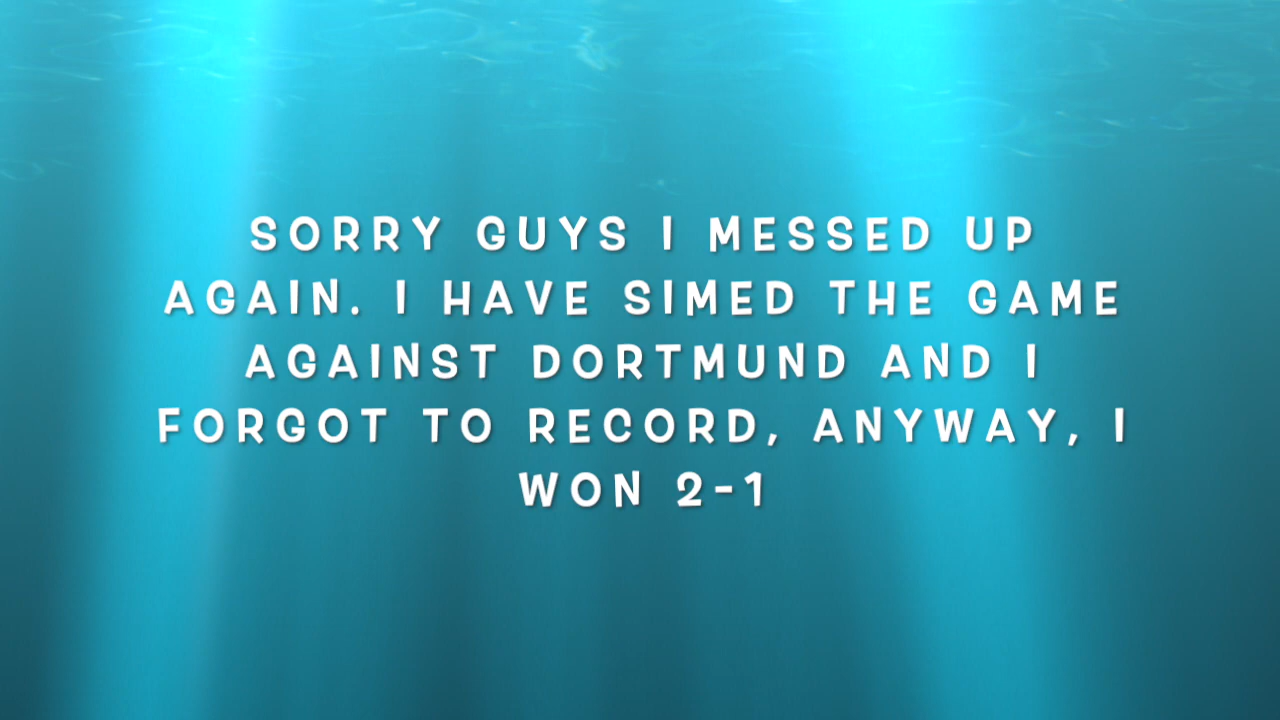 SORRY GUYS I MESSED UP
AGAIN. I HAVE SIMED THE GAME
AGAINST DORTMUND AND I
FORGOT TO RECORD, ANYWAY, I
WON 2-1